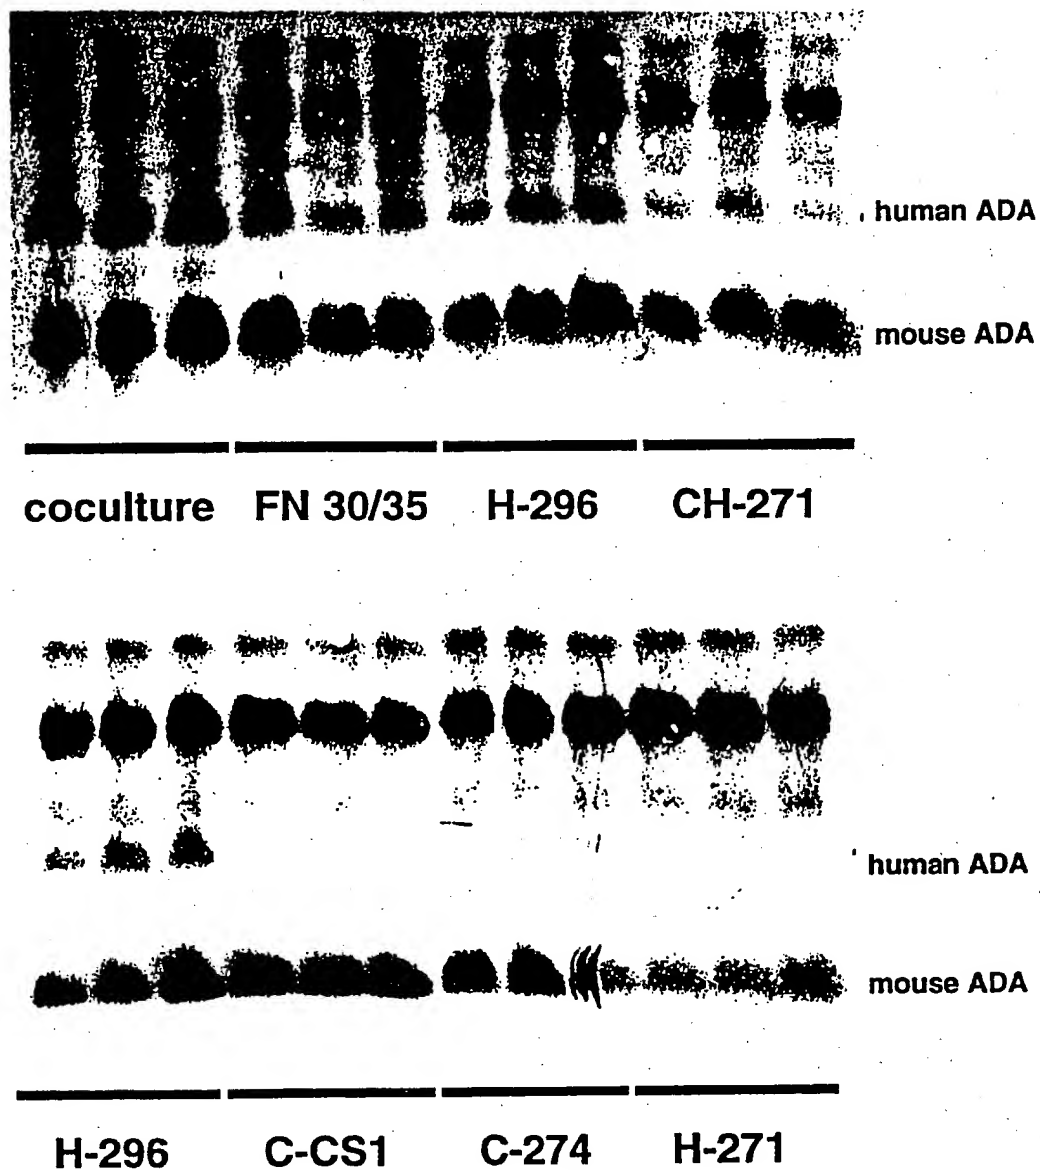 human ADA
mouse ADA
coculture FN 30/35 H-296 CH-271
human ADA
mouse ADA
H-296 C-CS1 C-274 H-271